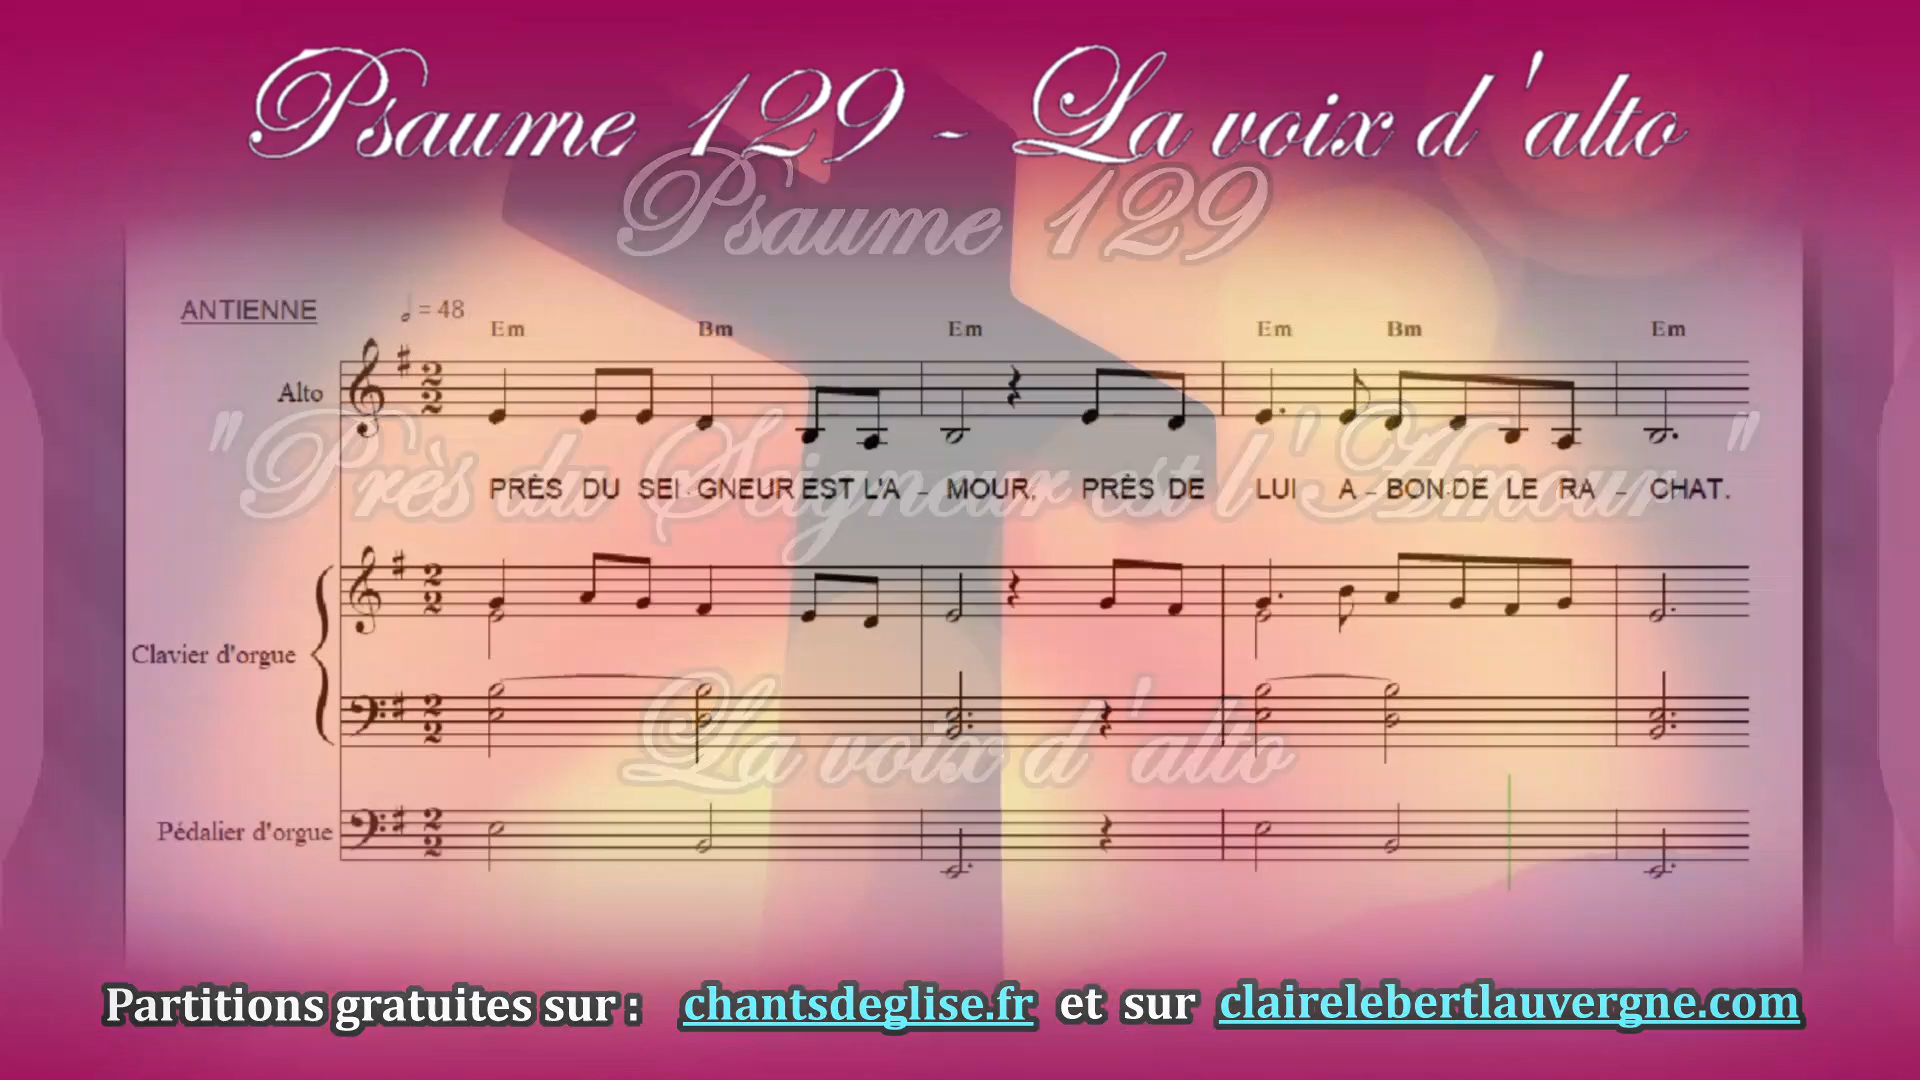 Psaume 129 - La voix d'alto
Psaume 129
ANTIENNE = 48
Em Bm Em Em Bm Em
Alto
"Près du Seigneur est l'Amour"
PRÈS DU SEI - GNEUR EST L'A - MOUR, PRÈS DE LUI A - BON-DE LE RA - CHAT.
Clavier d'orgue
La voix d'alto
Pédalier d'orgue
Partitions gratuites sur : chantsdeglise.fr et sur clairelebertlauvergne.com